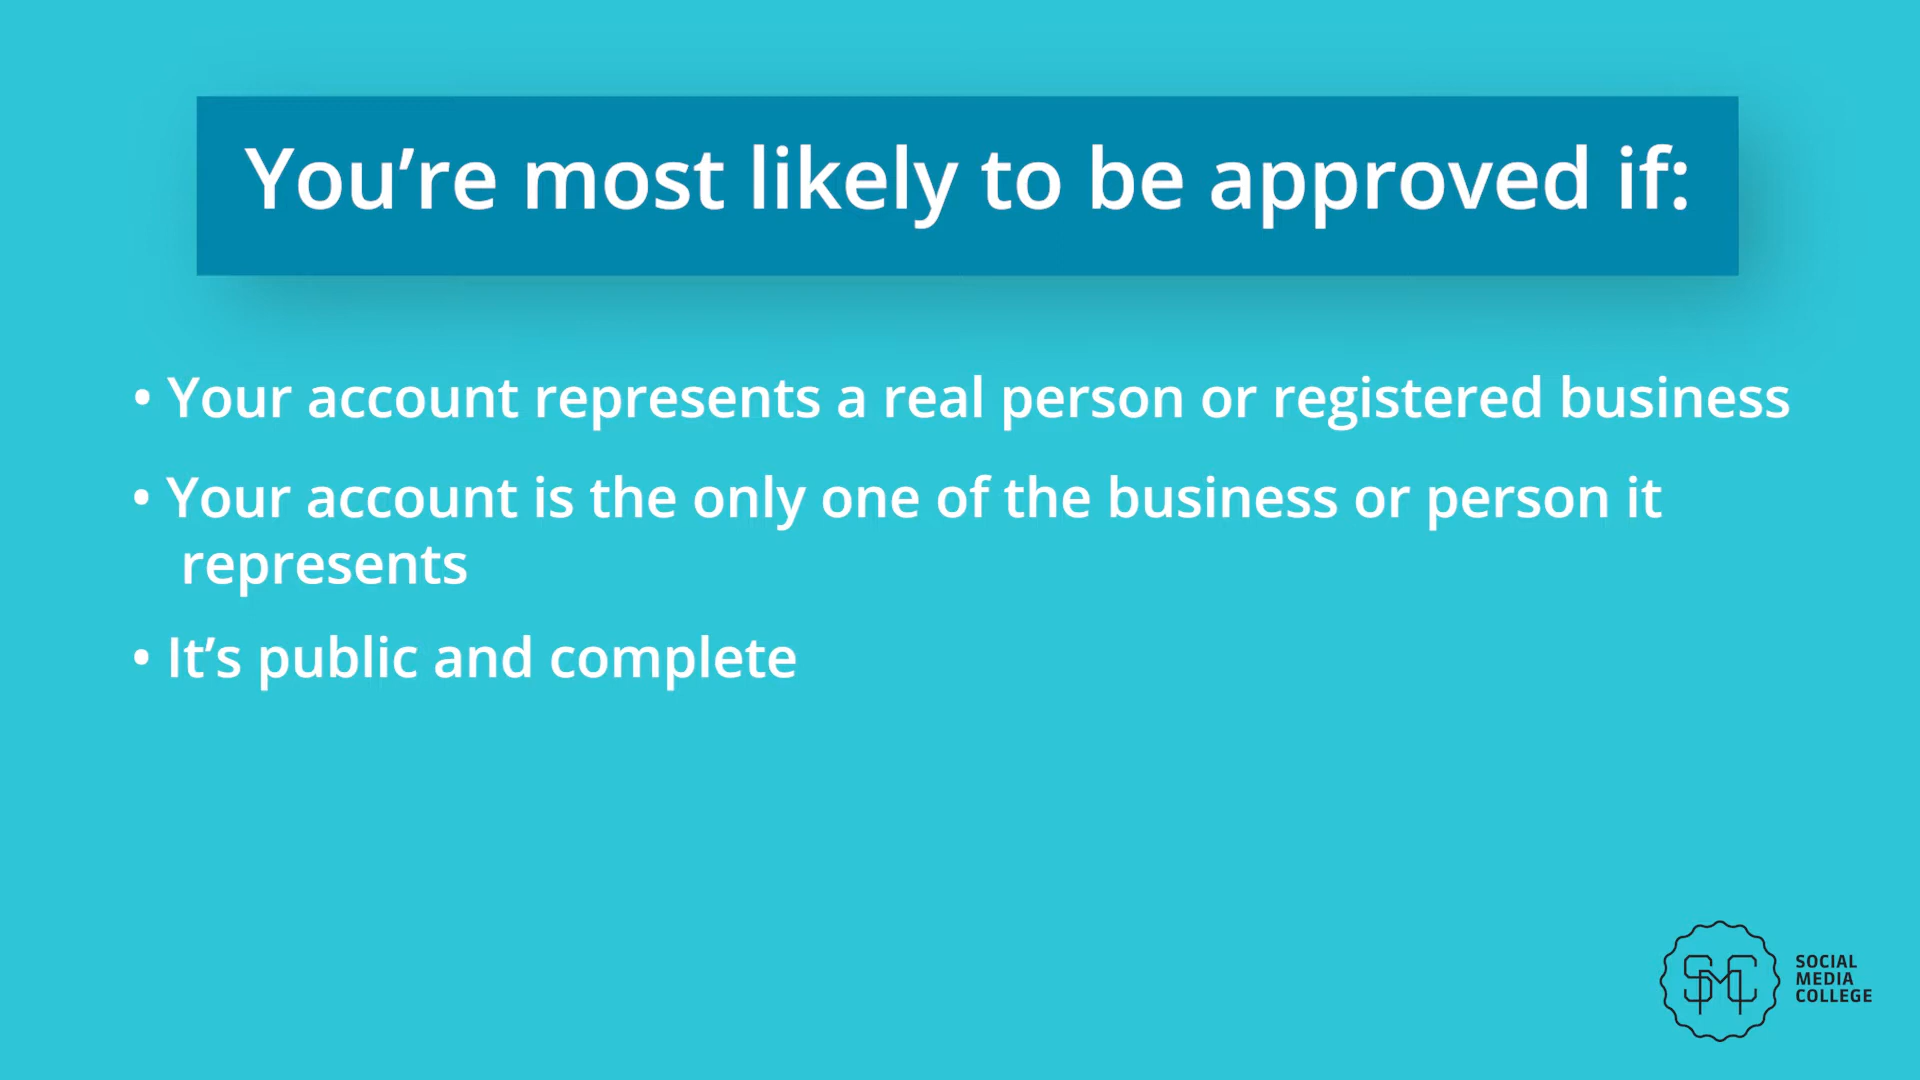 You’re most likely to be approved if:
• Your account represents a real person or registered business
• Your account is the only one of the business or person it
represents
• It’s public and complete
SMC
SOCIAL
MEDIA
COLLEGE